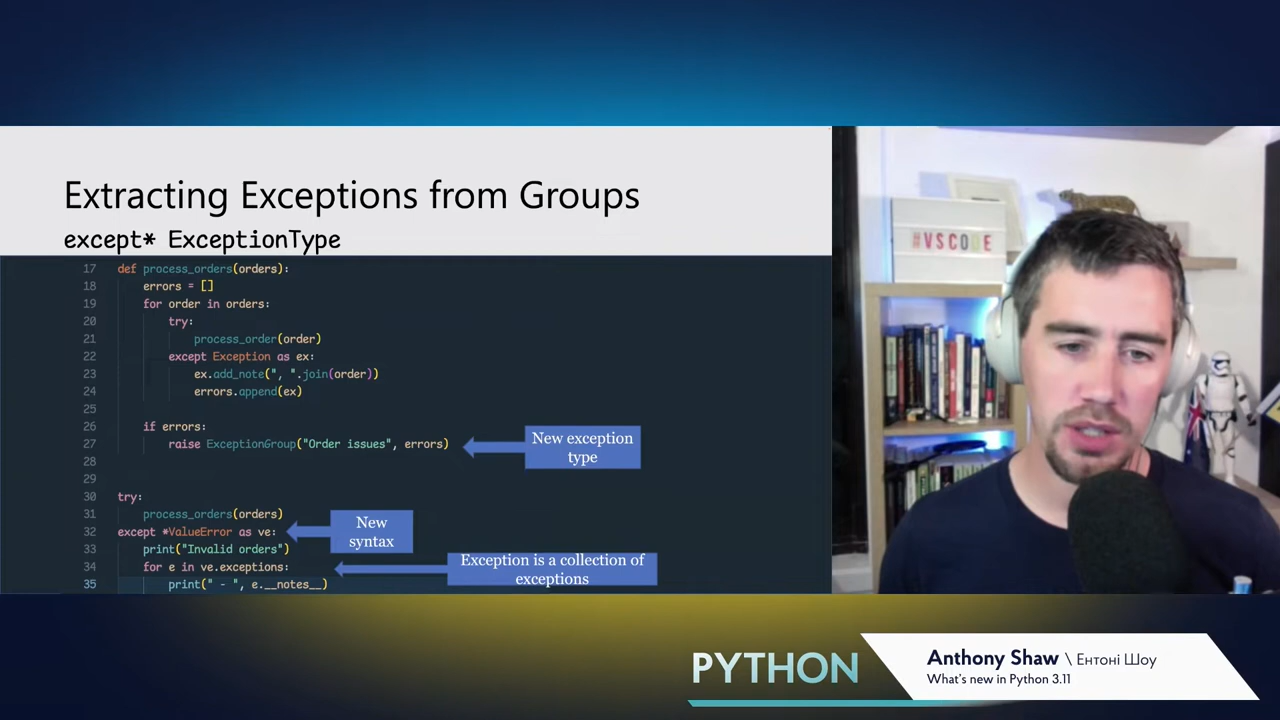 Extracting Exceptions from Groups
except* ExceptionType
17 def process_orders(orders):
18 errors = []
19 for order in orders:
20 try:
21 process_order(order)
22 except Exception as ex:
23 ex.add_note(", ".join(order))
24 errors.append(ex)
25
26 if errors:
27 raise ExceptionGroup("Order issues", errors)
28
29
30 try:
31 process_orders(orders)
32 except *ValueError as ve:
33 print("Invalid orders")
34 for e in ve.exceptions:
35 print(" - ", e.__notes__)
New exception
type
New
syntax
Exception is a collection of
exceptions
#VSCODE
PYTHON
Anthony Shaw \ Ентоні Шоу
What's new in Python 3.11